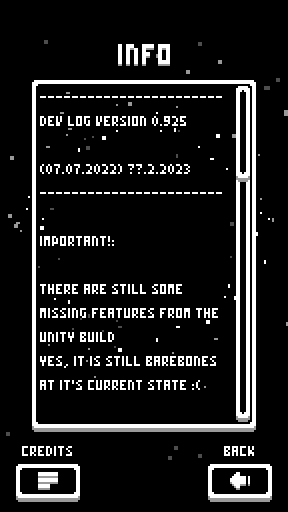 INFO
------------------------
DEV LOG VERSION 0.925
(07.07.2022) ??.2.2023
------------------------
IMPORTANT!:
THERE ARE STILL SOME
MISSING FEATURES FROM THE
UNITY BUILD
YES, IT IS STILL BAREBONES
AT IT'S CURRENT STATE :(
CREDITS
BACK